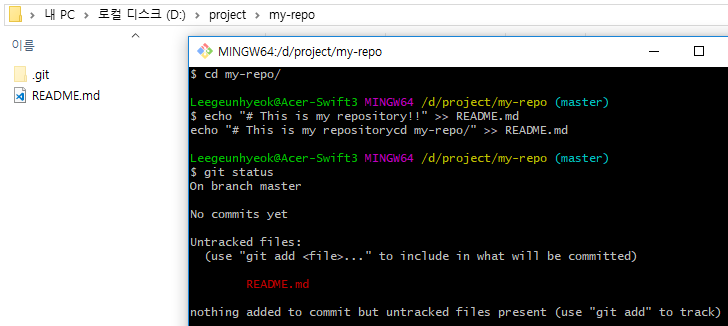 내 PC > 로컬 디스크 (D:) > project > my-repo
이름
.git
README.md
MINGW64:/d/project/my-repo
$ cd my-repo/
Leegeunhyeok@Acer-Swift3 MINGW64 /d/project/my-repo (master)
$ echo "# This is my repository!!" >> README.md
echo "# This is my repositorycd my-repo/" >> README.md
Leegeunhyeok@Acer-Swift3 MINGW64 /d/project/my-repo (master)
$ git status
On branch master
No commits yet
Untracked files:
(use "git add <file>..." to include in what will be committed)
README.md
nothing added to commit but untracked files present (use "git add" to track)